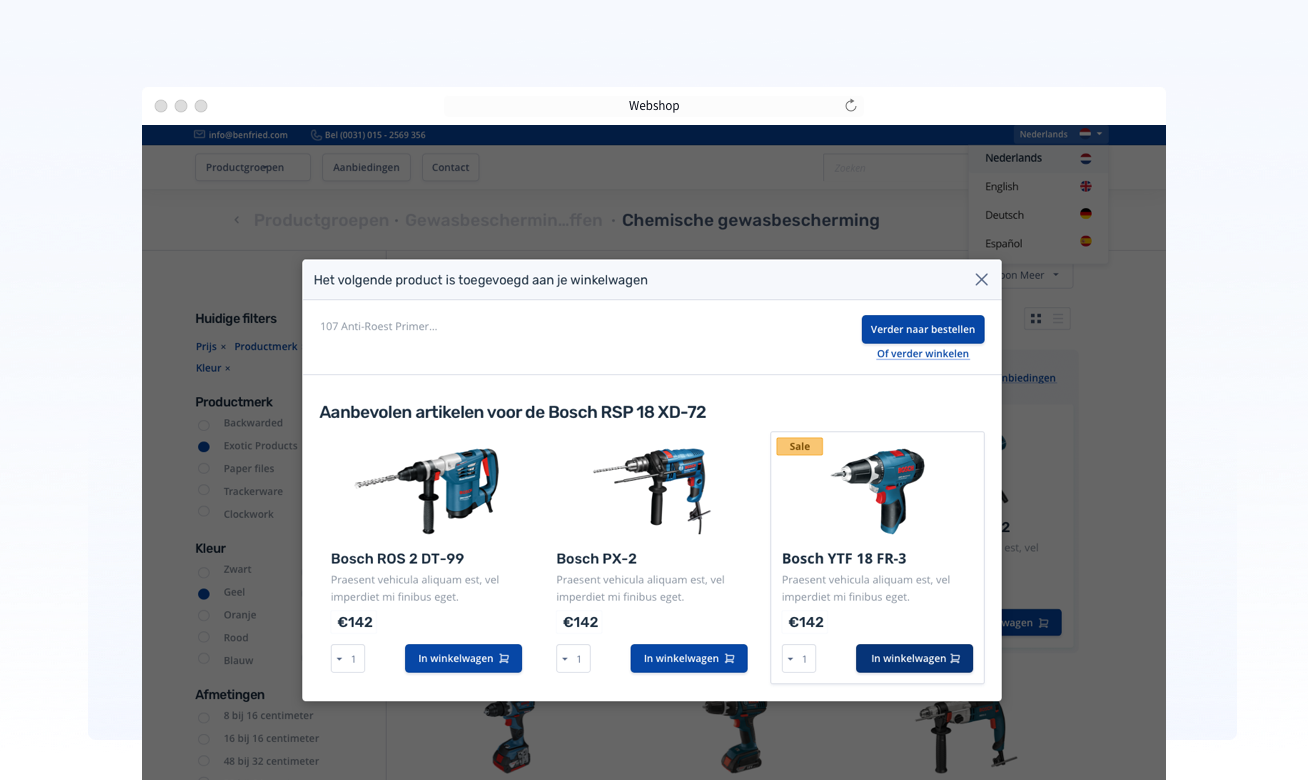 Webshop
info@benfried.com
Bel (0031) 015 - 2569 356
Nederlands
Productgroepen
Aanbiedingen
Contact
Zoeken
Nederlands
English
Deutsch
Español
Productgroepen · Gewasbeschermin...ffen · Chemische gewasbescherming
Meer
Het volgende product is toegevoegd aan je winkelwagen
107 Anti-Roest Primer...
Verder naar bestellen
Of verder winkelen
Aanbevolen artikelen voor de Bosch RSP 18 XD-72
Sale
Bosch ROS 2 DT-99
Praesent vehicula aliquam est, vel
imperdiet mi finibus eget.
€142
1
In winkelwagen
Bosch PX-2
Praesent vehicula aliquam est, vel
imperdiet mi finibus eget.
€142
1
In winkelwagen
Bosch YTF 18 FR-3
Praesent vehicula aliquam est, vel
imperdiet mi finibus eget.
€142
1
In winkelwagen
Huidige filters
Prijs × Productmerk
Kleur ×
Productmerk
Backwarded
Exotic Products
Paper files
Trackerware
Clockwork
Kleur
Zwart
Geel
Oranje
Rood
Blauw
Afmetingen
8 bij 16 centimeter
16 bij 16 centimeter
48 bij 32 centimeter
nbiedingen
2
est, vel
wagen